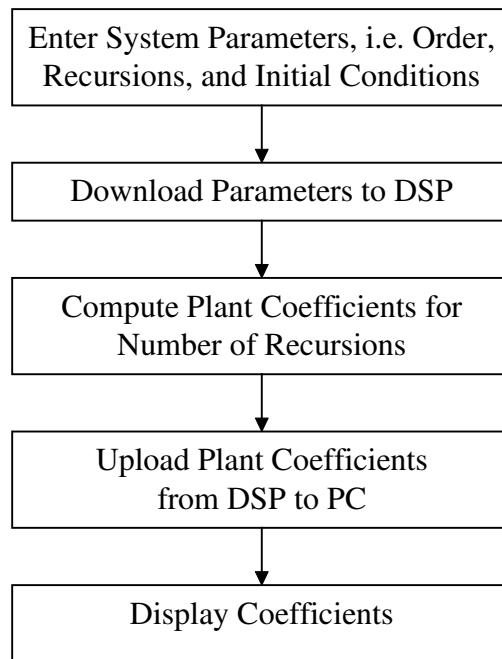 Enter System Parameters, i.e. Order,
Recursions, and Initial Conditions
Download Parameters to DSP
Compute Plant Coefficients for
Number of Recursions
Upload Plant Coefficients
from DSP to PC
Display Coefficients